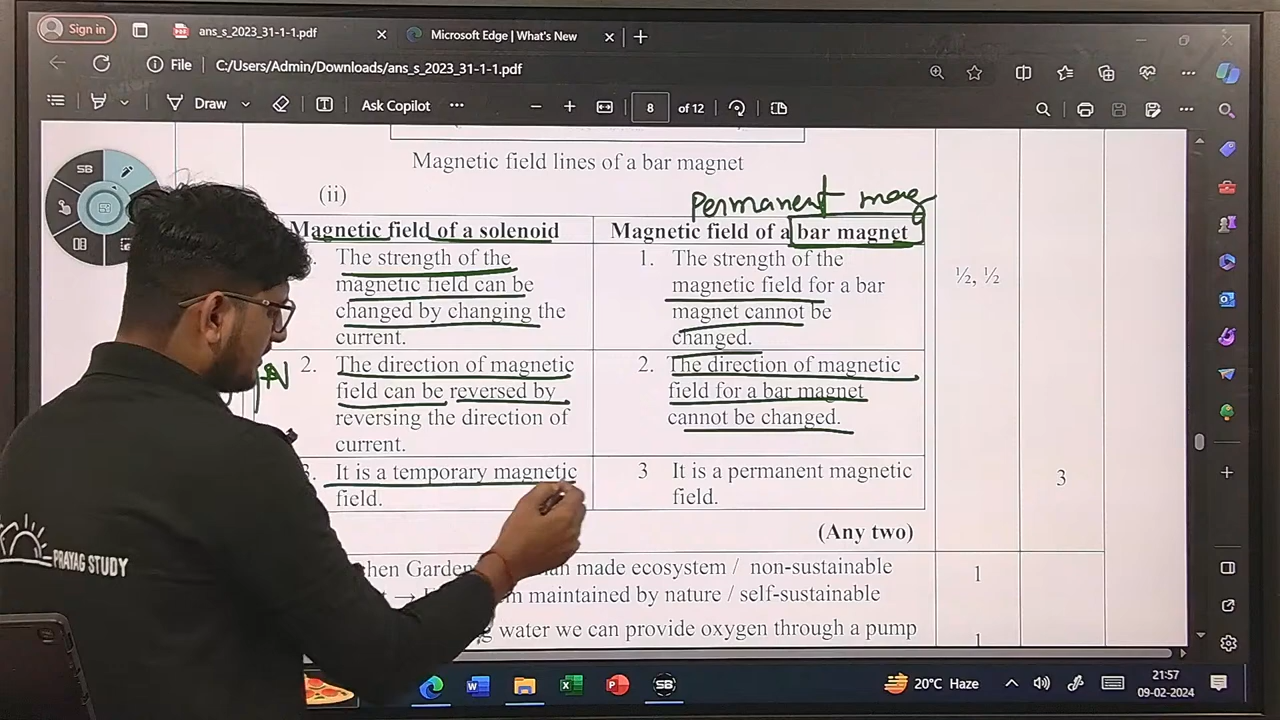 Sign in
ans_s_2023_31-1-1.pdf
Microsoft Edge | What's New
File
C:/Users/Admin/Downloads/ans_s_2023_31-1-1.pdf
Draw
Ask Copilot
8 of 12
Magnetic field lines of a bar magnet
(ii)
Permanent mag
Magnetic field of a solenoid
Magnetic field of a bar magnet
The strength of the
magnetic field can be
changed by changing the
current.
1. The strength of the
magnetic field for a bar
magnet cannot be
changed.
½, ½
2. The direction of magnetic
field can be reversed by
reversing the direction of
current.
2. The direction of magnetic
field for a bar magnet
cannot be changed.
3. It is a temporary magnetic
field.
3 It is a permanent magnetic
field.
3
(Any two)
Garden
made ecosystem / non-sustainable
1
→
maintained by nature / self-sustainable
water we can provide oxygen through a pump
1
SB
PRAYAG STUDY
SB
20°C Haze
21:57
09-02-2024